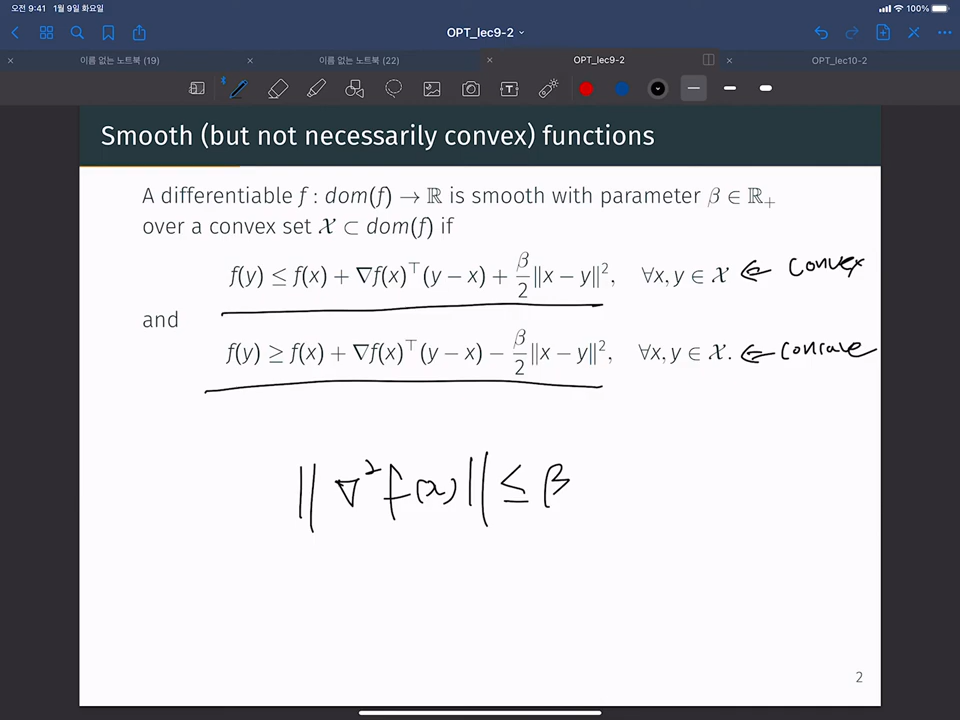 오전 9:41 1월 9일 화요일
100%
OPT_lec9-2
이름 없는 노트북 (19)
이름 없는 노트북 (22)
OPT_lec9-2
OPT_lec10-2
Smooth (but not necessarily convex) functions
A differentiable f : dom(f) → ℝ is smooth with parameter β ∈ ℝ₊
over a convex set 𝒳 ⊂ dom(f) if
f(y) ≤ f(x) + ∇f(x)⊤(y − x) + β/2 ‖x − y‖², ∀x, y ∈ 𝒳 ⇐ convex
and
f(y) ≥ f(x) + ∇f(x)⊤(y − x) − β/2 ‖x − y‖², ∀x, y ∈ 𝒳. ⇐ concave
‖∇²f(x)‖ ≤ β
2